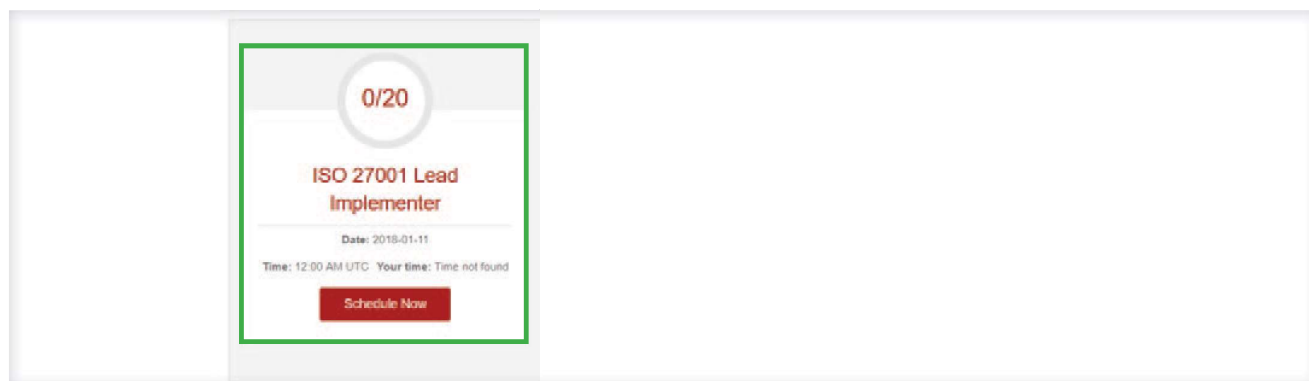 0/20
ISO 27001 Lead
Implementer
Date: 2018-01-11
Time: 12:00 AM UTC Your time: Time not found
Schedule Now